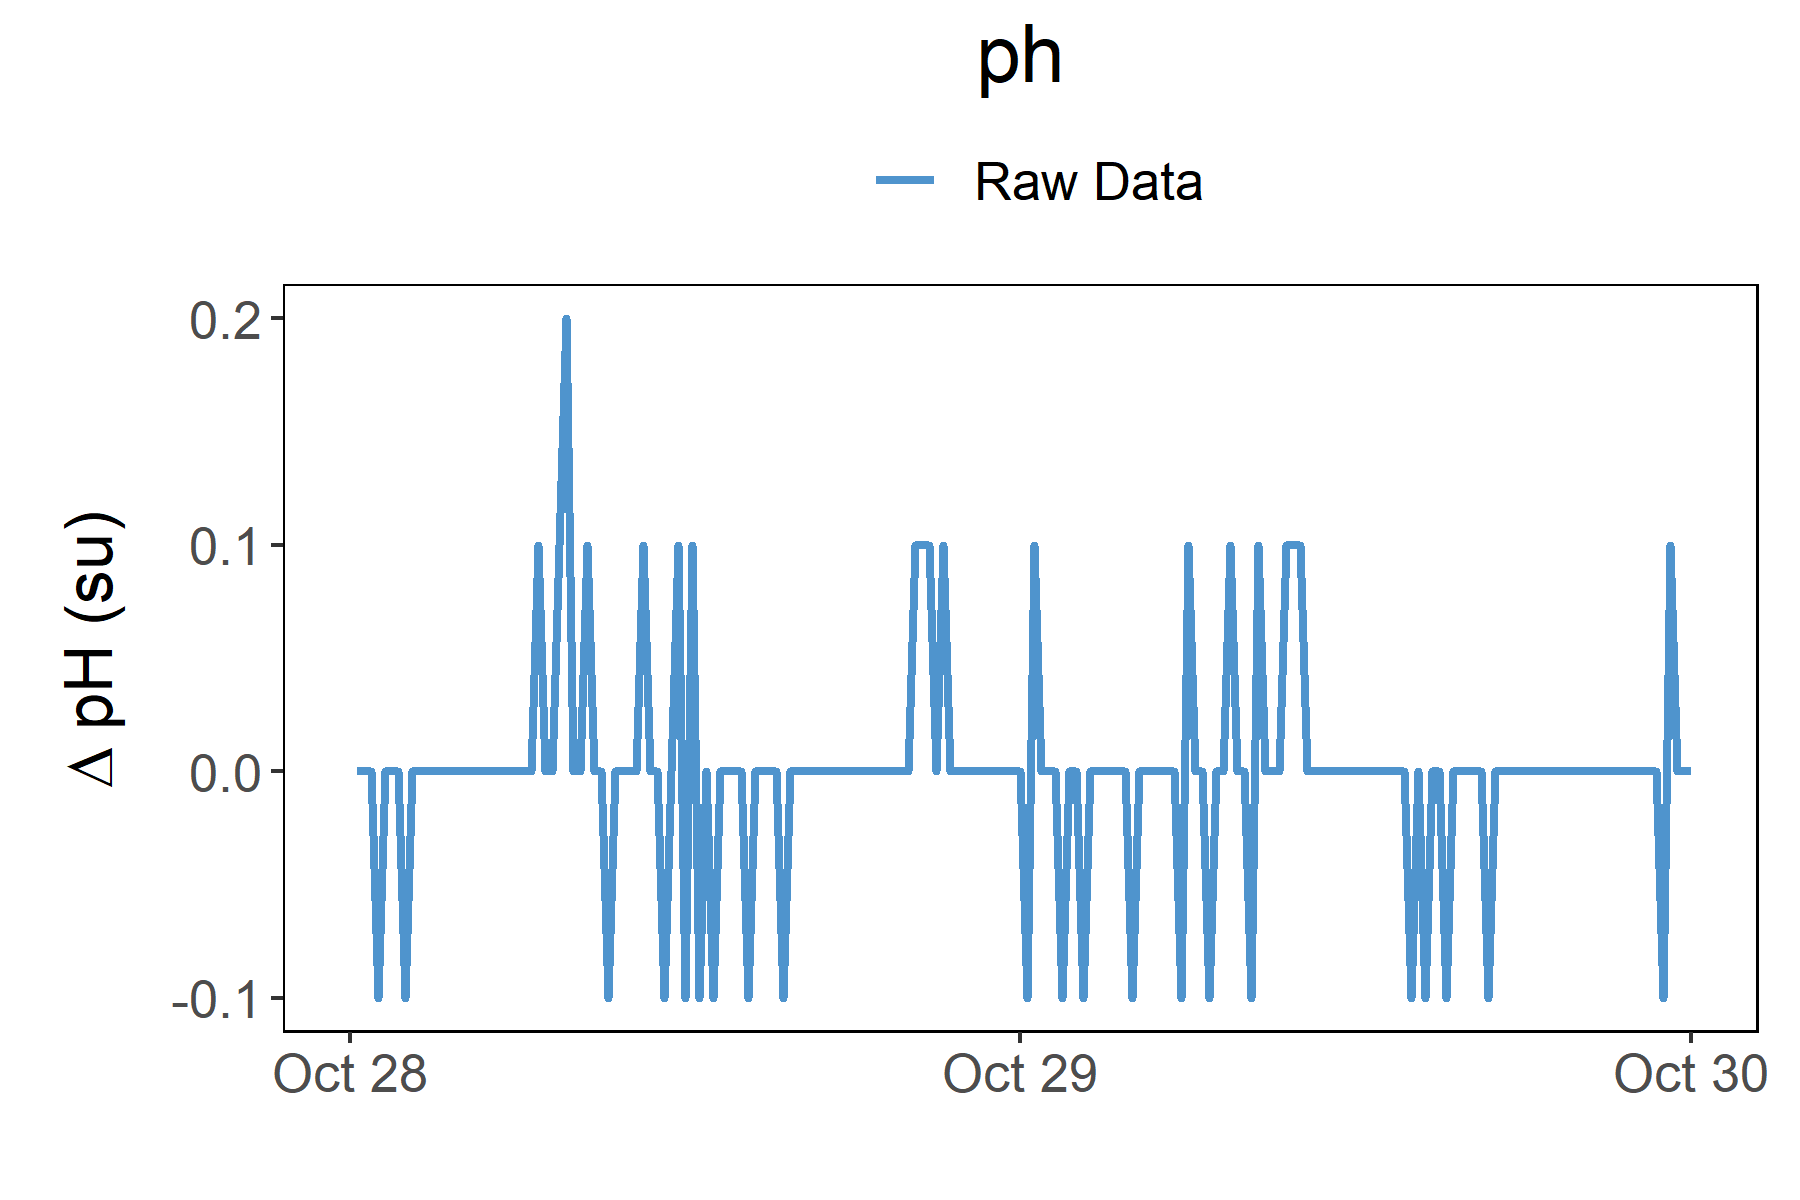 ph
Raw Data
Δ pH (su)
0.2
0.1
0.0
-0.1
Oct 28
Oct 29
Oct 30